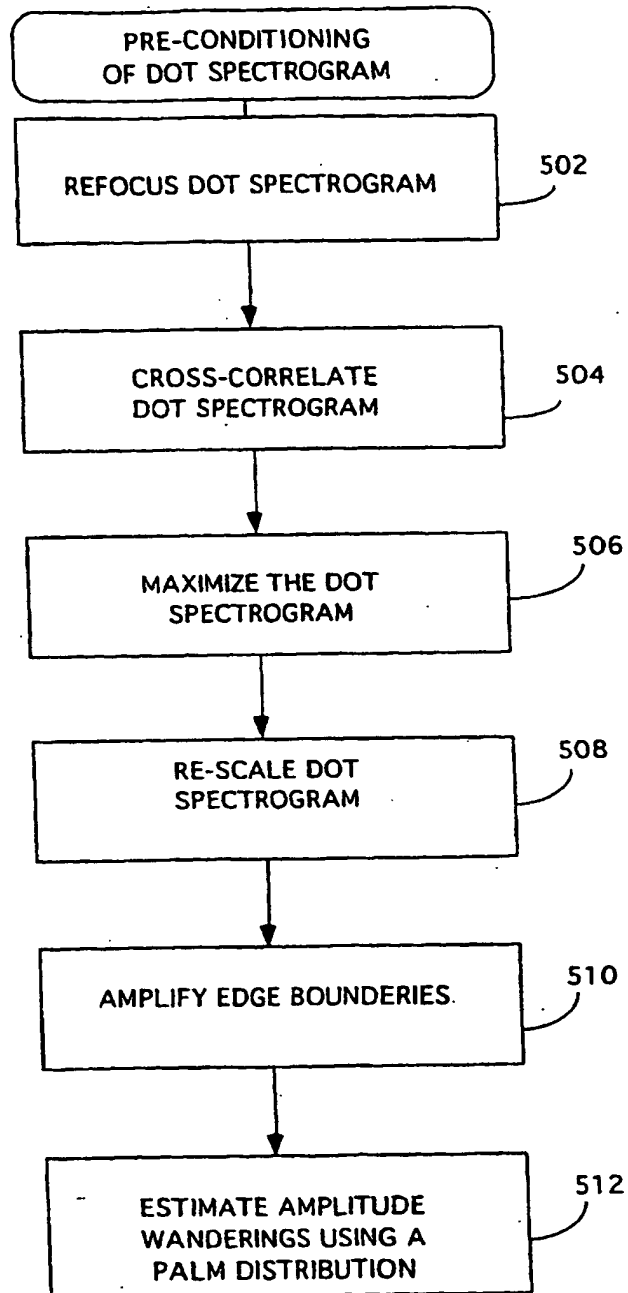 PRE-CONDITIONING
OF DOT SPECTROGRAM
REFOCUS DOT SPECTROGRAM
502
CROSS-CORRELATE
DOT SPECTROGRAM
504
MAXIMIZE THE DOT
SPECTROGRAM
506
RE-SCALE DOT
SPECTROGRAM
508
AMPLIFY EDGE BOUNDERIES.
510
ESTIMATE AMPLITUDE
WANDERINGS USING A
PALM DISTRIBUTION
512